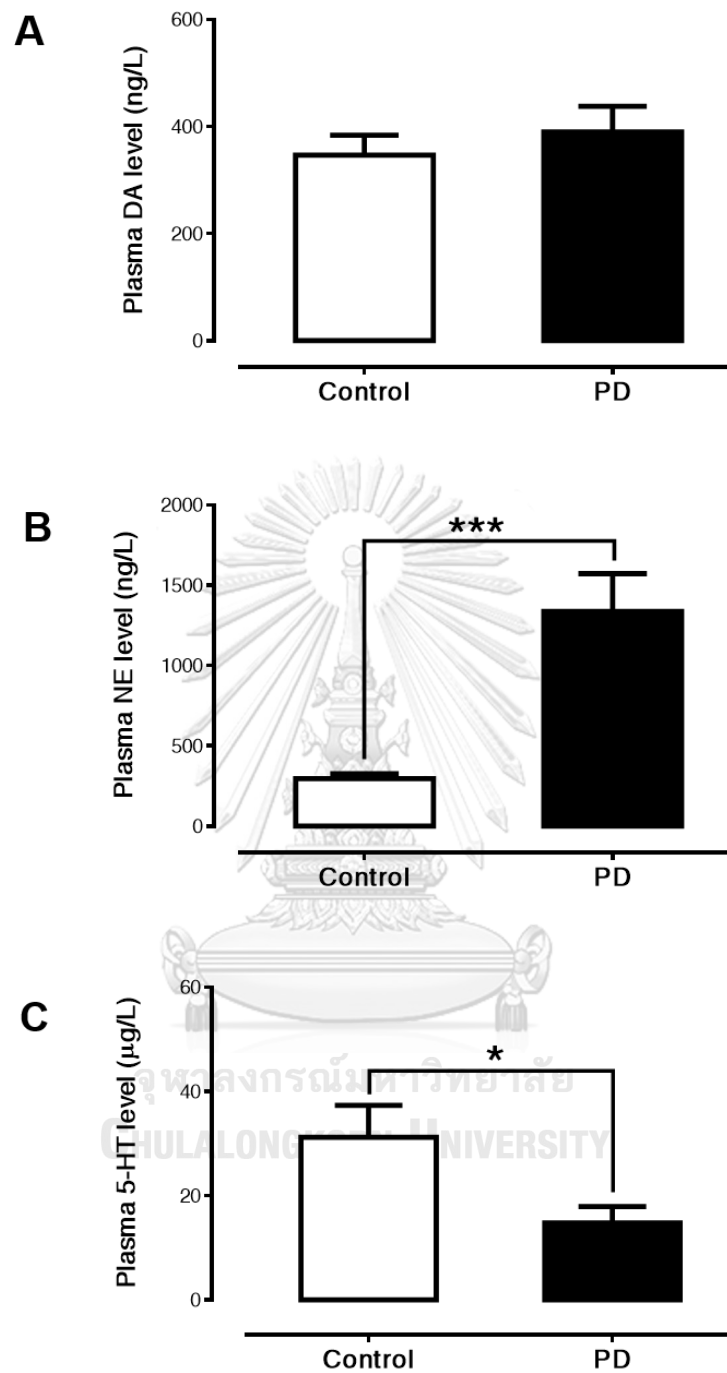 A
Plasma DA level (ng/L)
600
400
200
0
Control PD
B
Plasma NE level (ng/L)
2000
1500
1000
500
0
***
Control PD
C
Plasma 5-HT level (μg/L)
60
40
20
0
*
จุฬาลงกรณ์มหาวิทยาลัย
CHULALONGKORN UNIVERSITY
Control PD